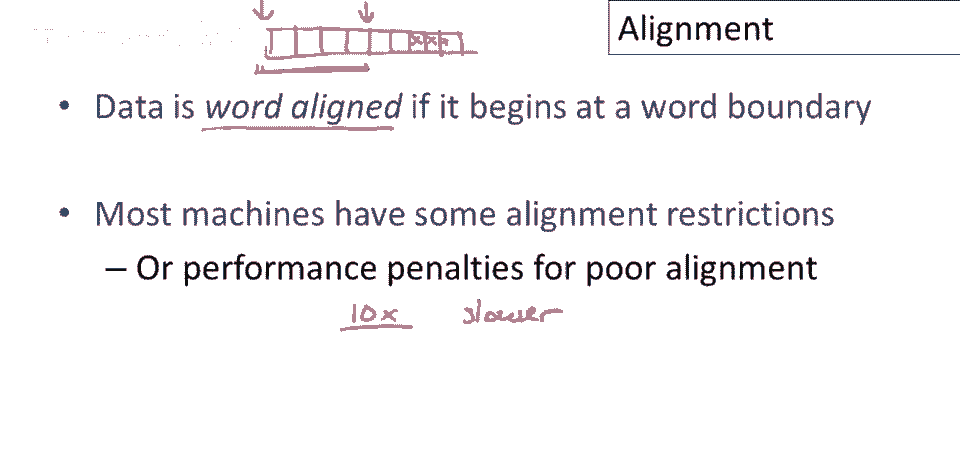 Alignment
• Data is word aligned if it begins at a word boundary
• Most machines have some alignment restrictions
– Or performance penalties for poor alignment
10x slower